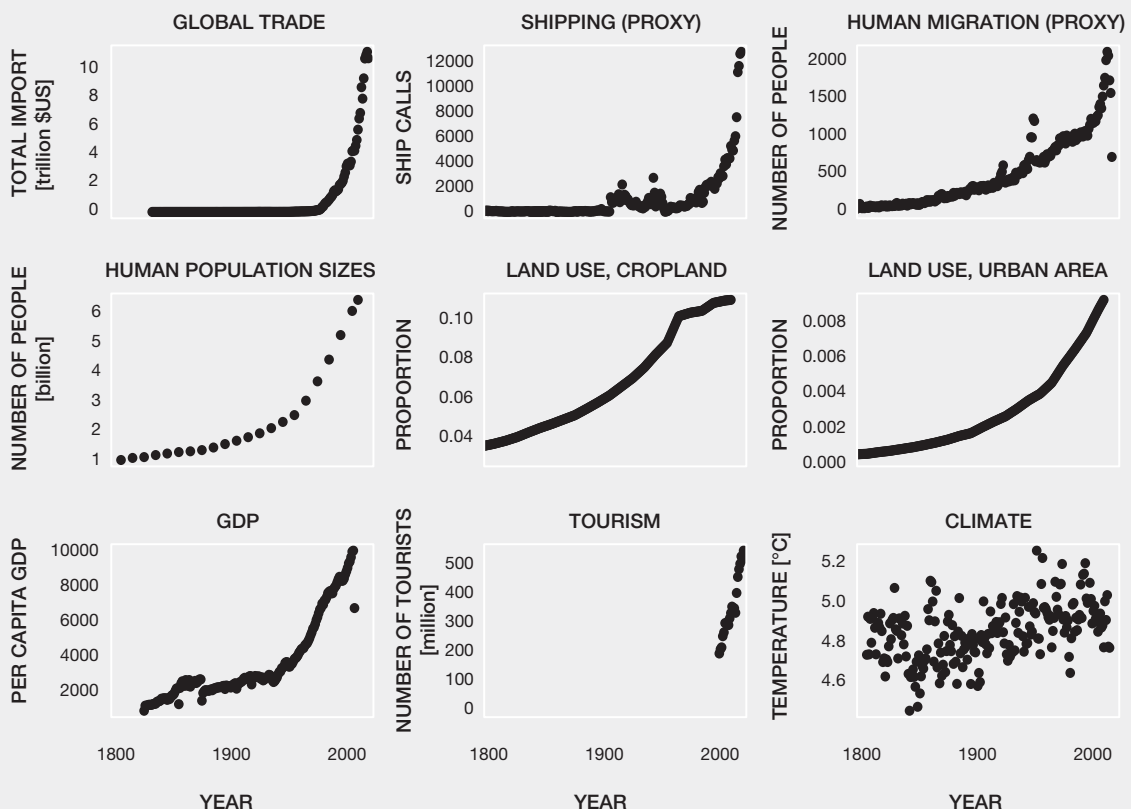 GLOBAL TRADE
TOTAL IMPORT
[trillion $US]
10
8
6
4
2
0
SHIPPING (PROXY)
SHIP CALLS
12000
10000
8000
6000
4000
2000
0
HUMAN MIGRATION (PROXY)
NUMBER OF PEOPLE
2000
1500
1000
500
0
HUMAN POPULATION SIZES
NUMBER OF PEOPLE
[billion]
6
5
4
3
2
1
LAND USE, CROPLAND
PROPORTION
0.10
0.08
0.06
0.04
LAND USE, URBAN AREA
PROPORTION
0.008
0.006
0.004
0.002
0.000
GDP
PER CAPITA GDP
10000
8000
6000
4000
2000
1800 1900 2000
YEAR
TOURISM
NUMBER OF TOURISTS
[million]
500
400
300
200
100
0
1800 1900 2000
YEAR
CLIMATE
TEMPERATURE [°C]
5.2
5.0
4.8
4.6
1800 1900 2000
YEAR